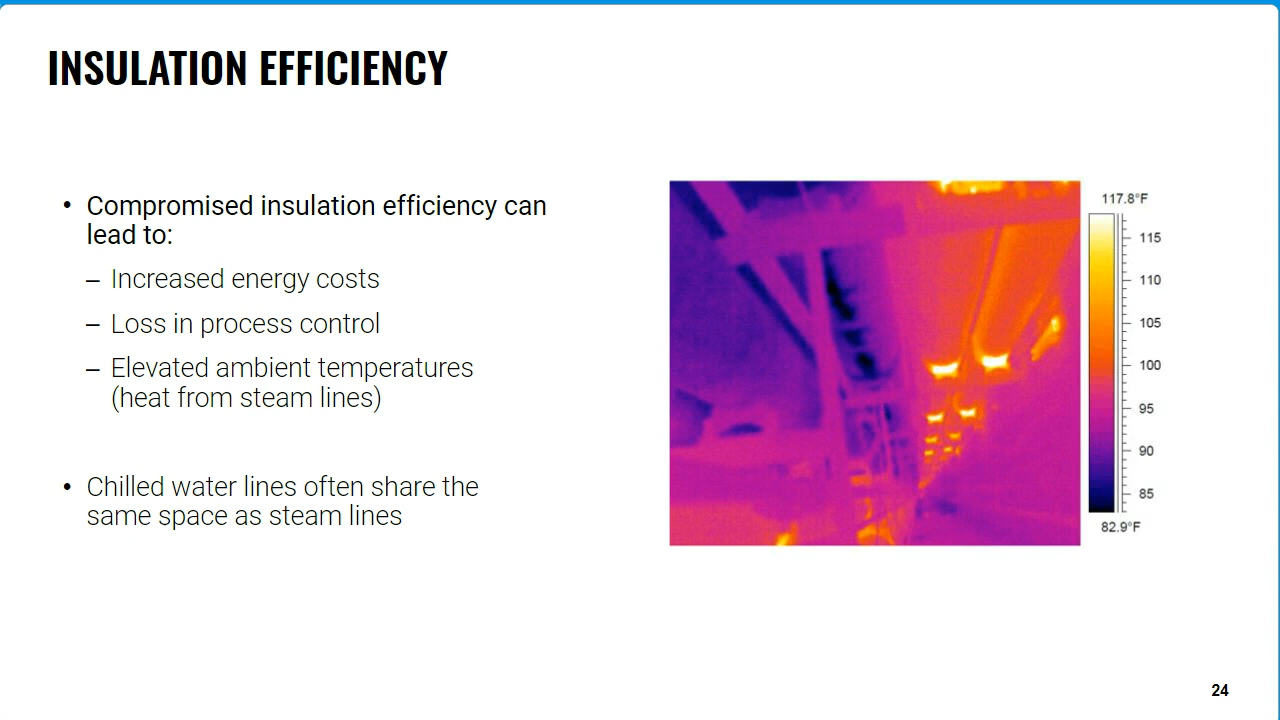 INSULATION EFFICIENCY
• Compromised insulation efficiency can
lead to:
– Increased energy costs
– Loss in process control
– Elevated ambient temperatures
(heat from steam lines)
• Chilled water lines often share the
same space as steam lines
117.8°F
115
110
105
100
95
90
85
82.9°F
24